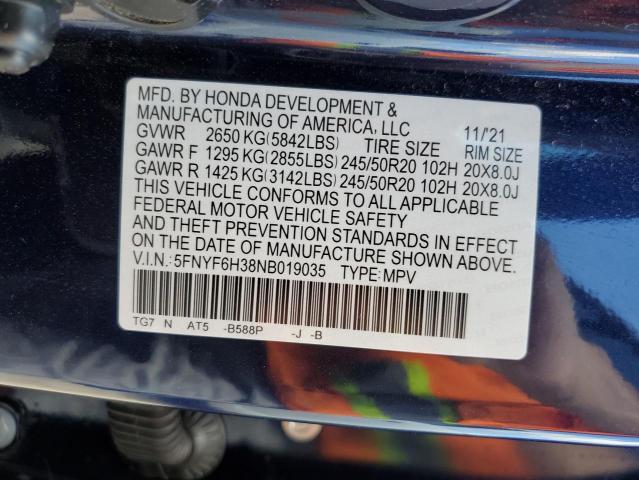 MFD. BY HONDA DEVELOPMENT &
MANUFACTURING OF AMERICA, LLC 11/'21
GVWR 2650 KG(5842LBS) TIRE SIZE RIM SIZE
GAWR F 1295 KG(2855LBS) 245/50R20 102H 20X8.0J
GAWR R 1425 KG(3142LBS) 245/50R20 102H 20X8.0J
THIS VEHICLE CONFORMS TO ALL APPLICABLE
FEDERAL MOTOR VEHICLE SAFETY
AND THEFT PREVENTION STANDARDS IN EFFECT
ON THE DATE OF MANUFACTURE SHOWN ABOVE.
V.I.N.:5FNYF6H38NB019035 TYPE:MPV
TG7 N AT5 -B588P -J -B